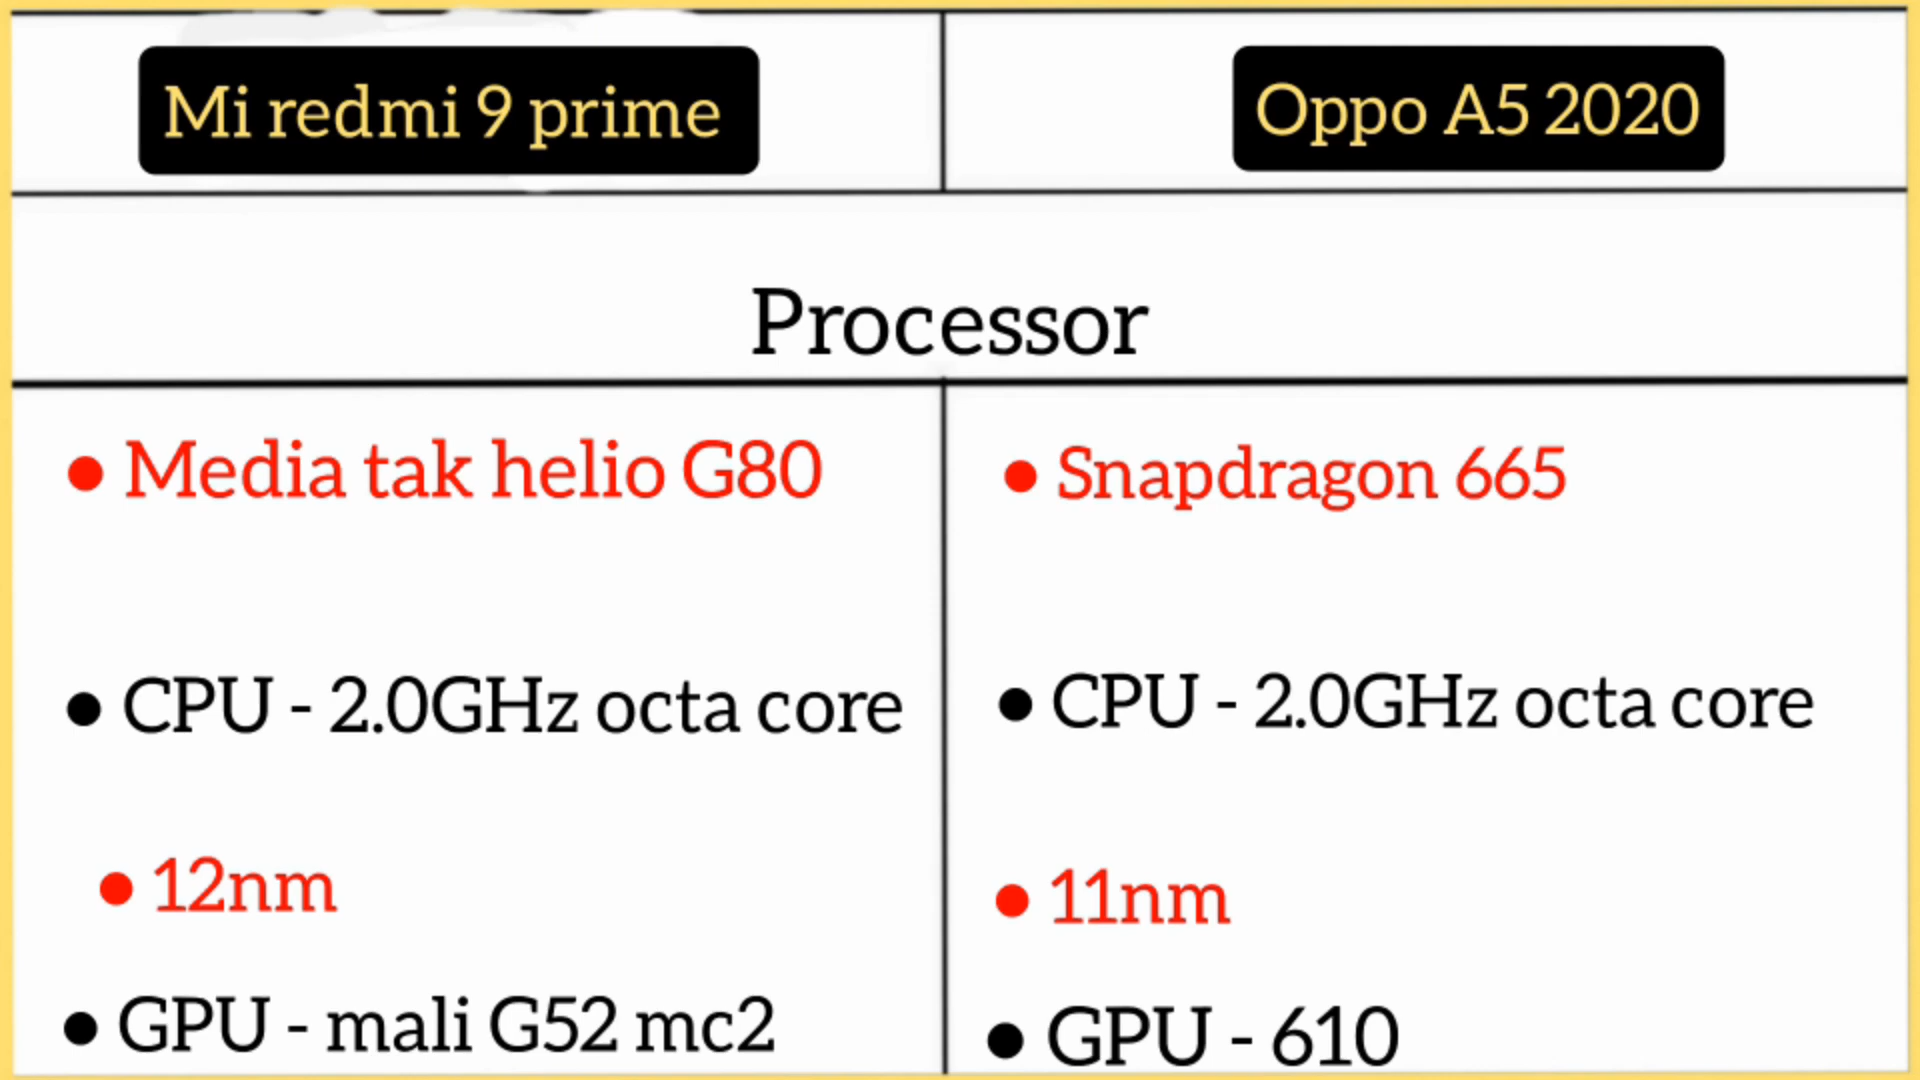 Mi redmi 9 prime
Oppo A5 2020
Processor
• Media tak helio G80
• Snapdragon 665
• CPU - 2.0GHz octa core
• CPU - 2.0GHz octa core
• 12nm
• 11nm
• GPU - mali G52 mc2
• GPU - 610